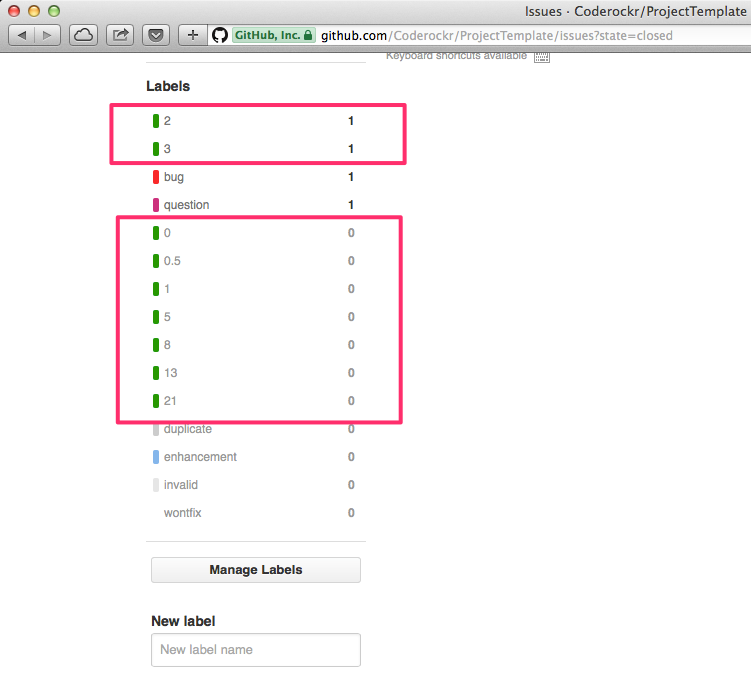 Issues · Coderockr/ProjectTemplate
GitHub, Inc. github.com/Coderockr/ProjectTemplate/issues?state=closed
Keyboard shortcuts available
Labels
2 1
3 1
bug 1
question 1
0 0
0.5 0
1 0
5 0
8 0
13 0
21 0
duplicate 0
enhancement 0
invalid 0
wontfix 0
Manage Labels
New label
New label name